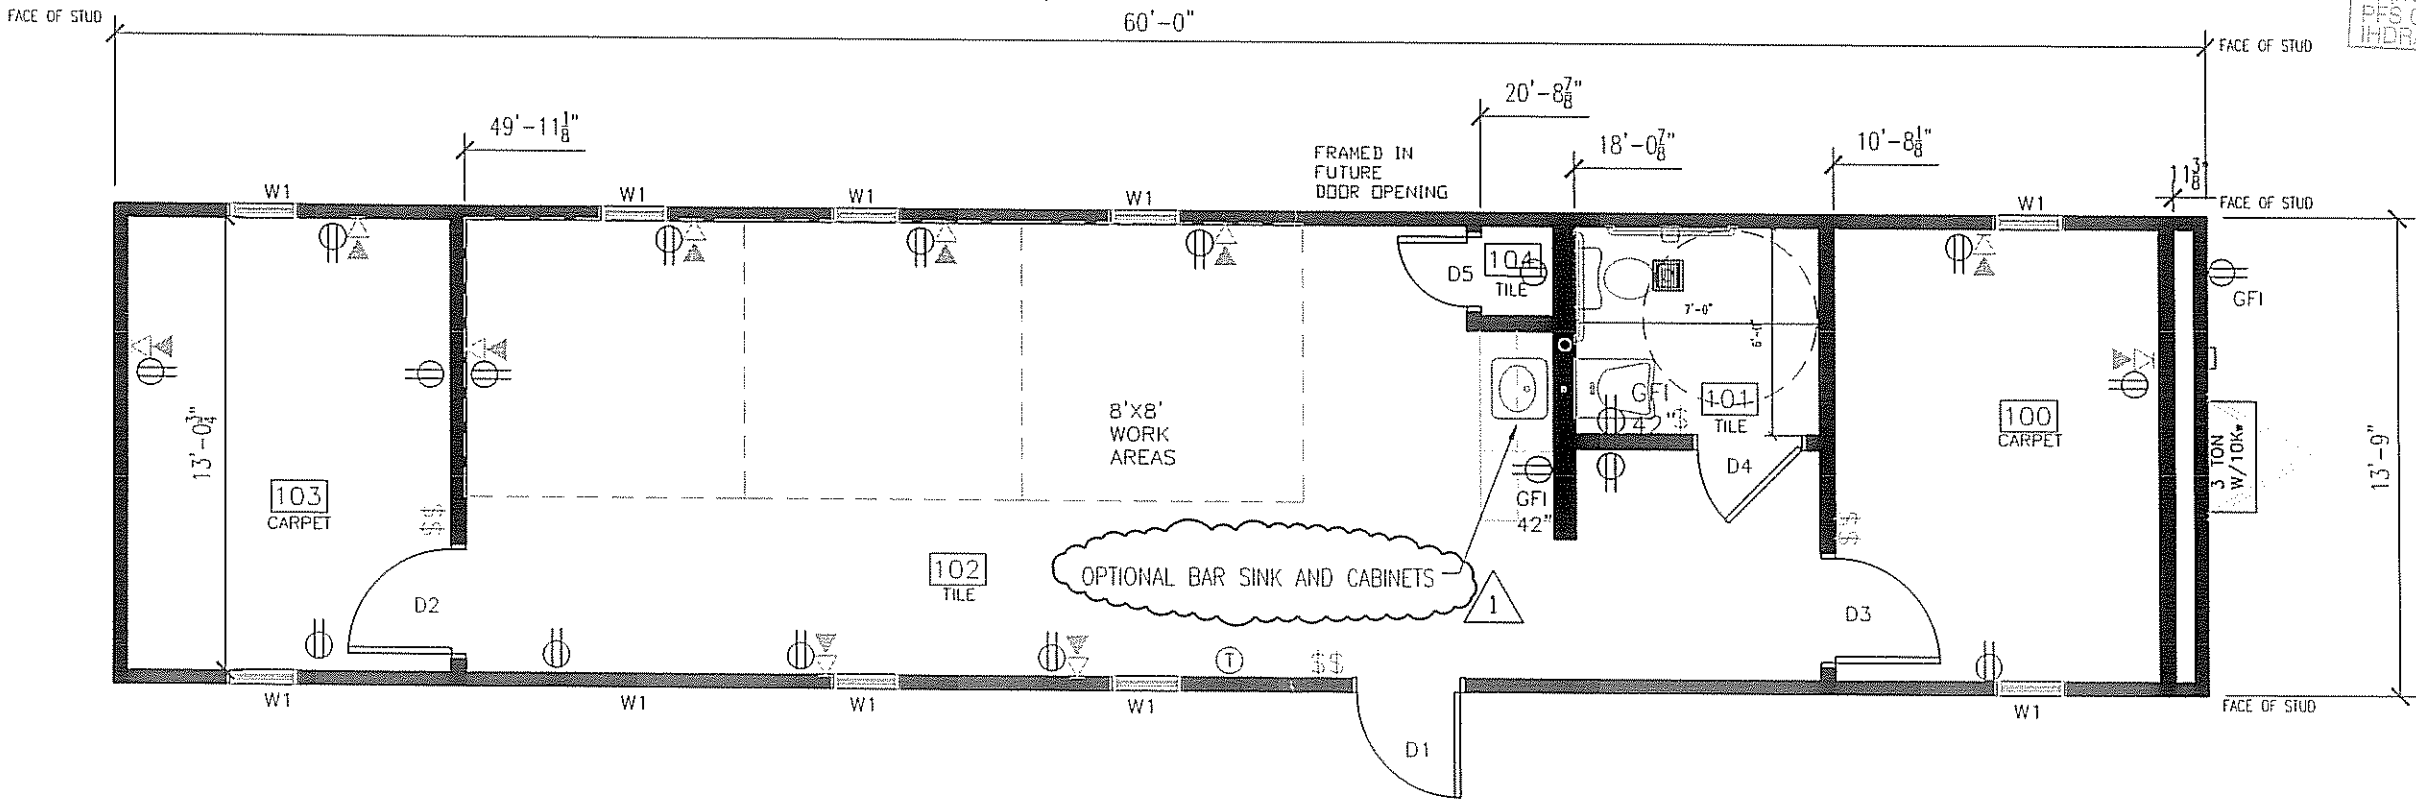 FACE OF STUD
60'-0"
FACE OF STUD
PFS
49'-11 1/8"
20'-8 7/8"
18'-0 7/8"
10'-8 1/8"
11 3/8"
FRAMED IN
FUTURE
DOOR OPENING
W1
W1
W1
W1
W1
FACE OF STUD
D5
104
TILE
GFI
7'-0"
13'-0 3/4"
8'X8'
WORK
AREAS
GFI
42"
$
101
TILE
100
CARPET
3 TON
W/10KW
13'-9"
D4
103
CARPET
$$
GFI
42"
$$
102
TILE
OPTIONAL BAR SINK AND CABINETS
1
D2
D3
T
$$
W1
W1
W1
W1
W1
FACE OF STUD
D1